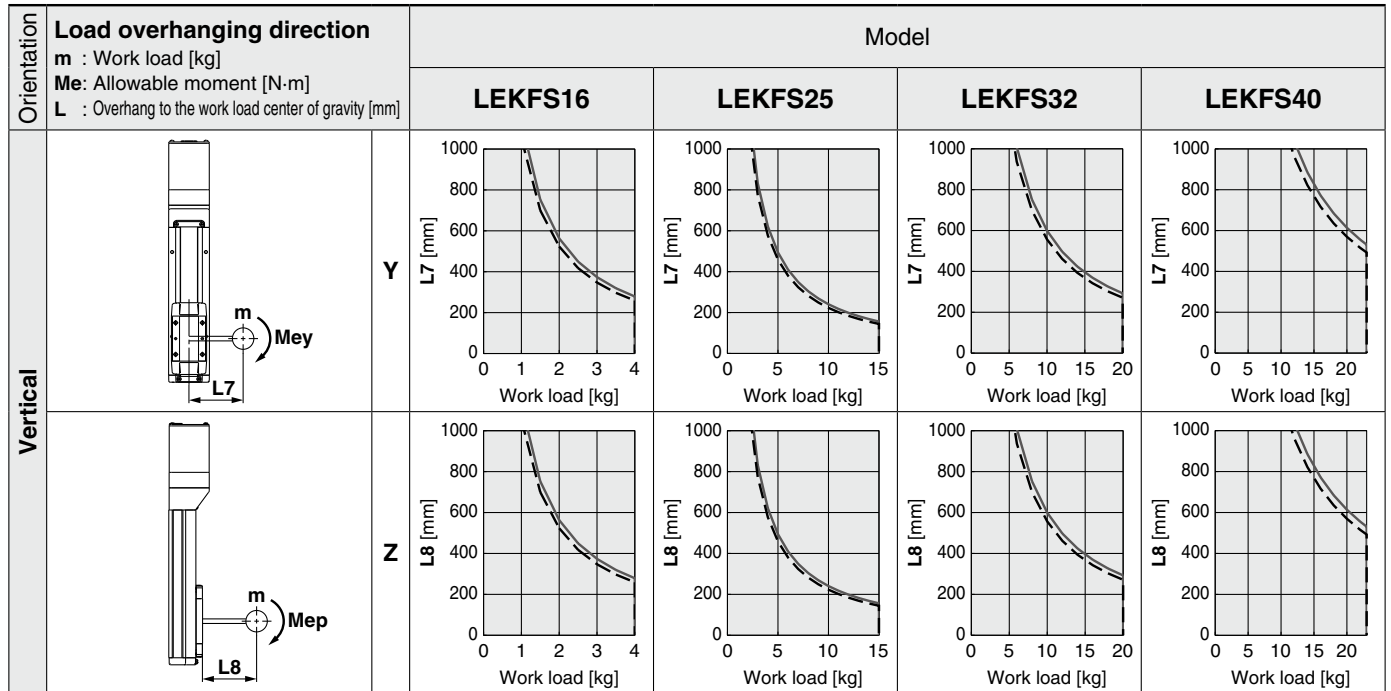 Orientation
Load overhanging direction
m : Work load [kg]
Me: Allowable moment [N·m]
L : Overhang to the work load center of gravity [mm]
Model
LEKFS16 LEKFS25 LEKFS32 LEKFS40
Vertical
m
Mey
L7
Y
L7 [mm]
1000
800
600
400
200
0
0 1 2 3 4
Work load [kg]
L7 [mm]
1000
800
600
400
200
0
0 5 10 15
Work load [kg]
L7 [mm]
1000
800
600
400
200
0
0 5 10 15 20
Work load [kg]
L7 [mm]
1000
800
600
400
200
0
0 5 10 15 20
Work load [kg]
m
Mep
L8
Z
L8 [mm]
1000
800
600
400
200
0
0 1 2 3 4
Work load [kg]
L8 [mm]
1000
800
600
400
200
0
0 5 10 15
Work load [kg]
L8 [mm]
1000
800
600
400
200
0
0 5 10 15 20
Work load [kg]
L8 [mm]
1000
800
600
400
200
0
0 5 10 15 20
Work load [kg]